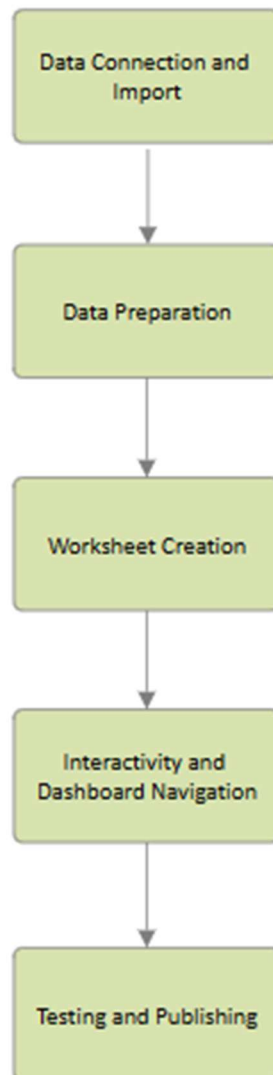 Data Connection and
Import
Data Preparation
Worksheet Creation
Interactivity and
Dashboard Navigation
Testing and Publishing